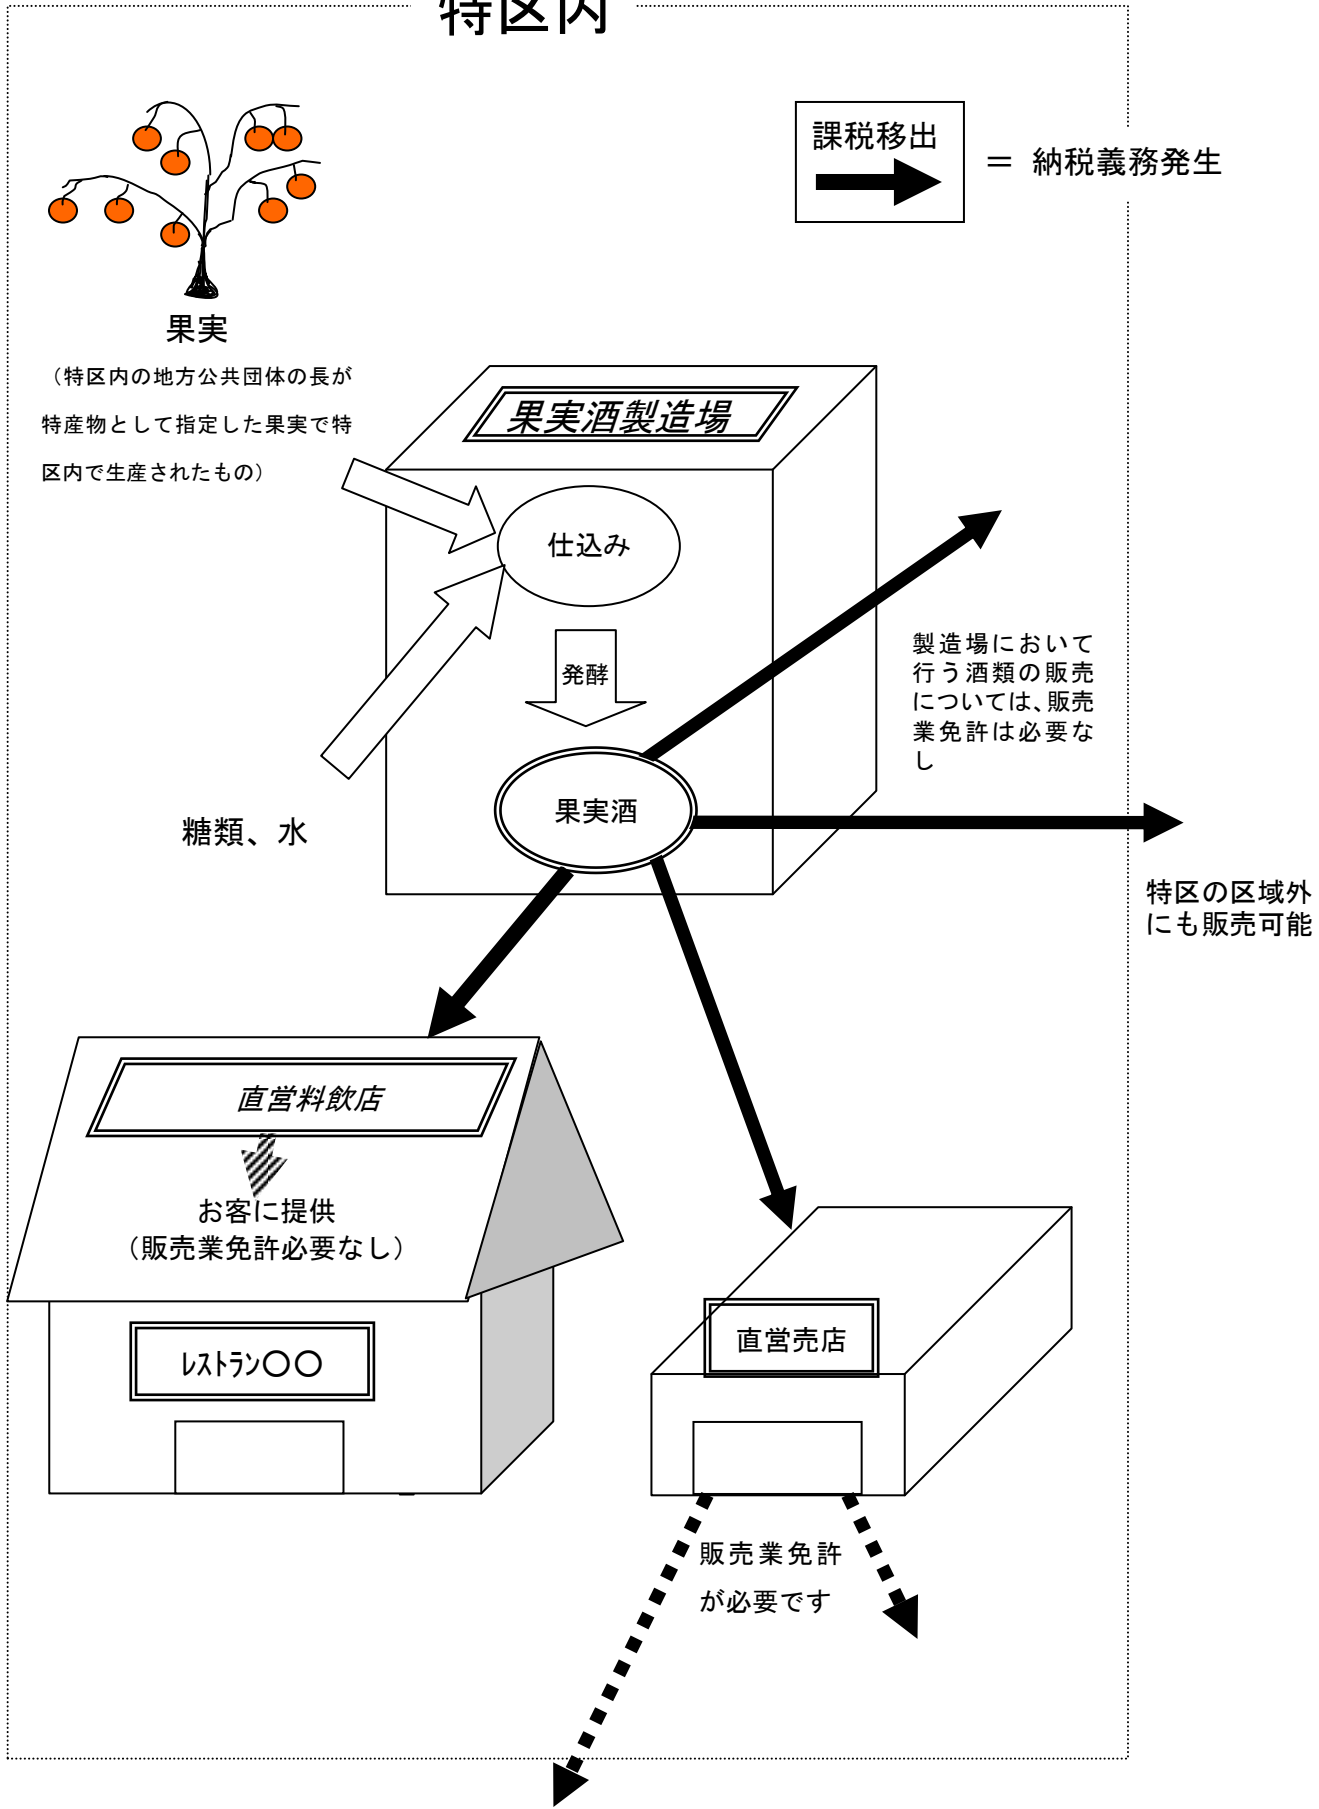 特区内
課税移出
＝ 納税義務発生
果実
（特区内の地方公共団体の長が
特産物として指定した果実で特
区内で生産されたもの）
果実酒製造場
仕込み
発酵
製造場において
行う酒類の販売
については、販売
業免許は必要な
し
果実酒
糖類、水
特区の区域外
にも販売可能
直営料飲店
お客に提供
（販売業免許必要なし）
ﾚｽﾄﾗﾝ〇〇
直営売店
販売業免許
が必要です